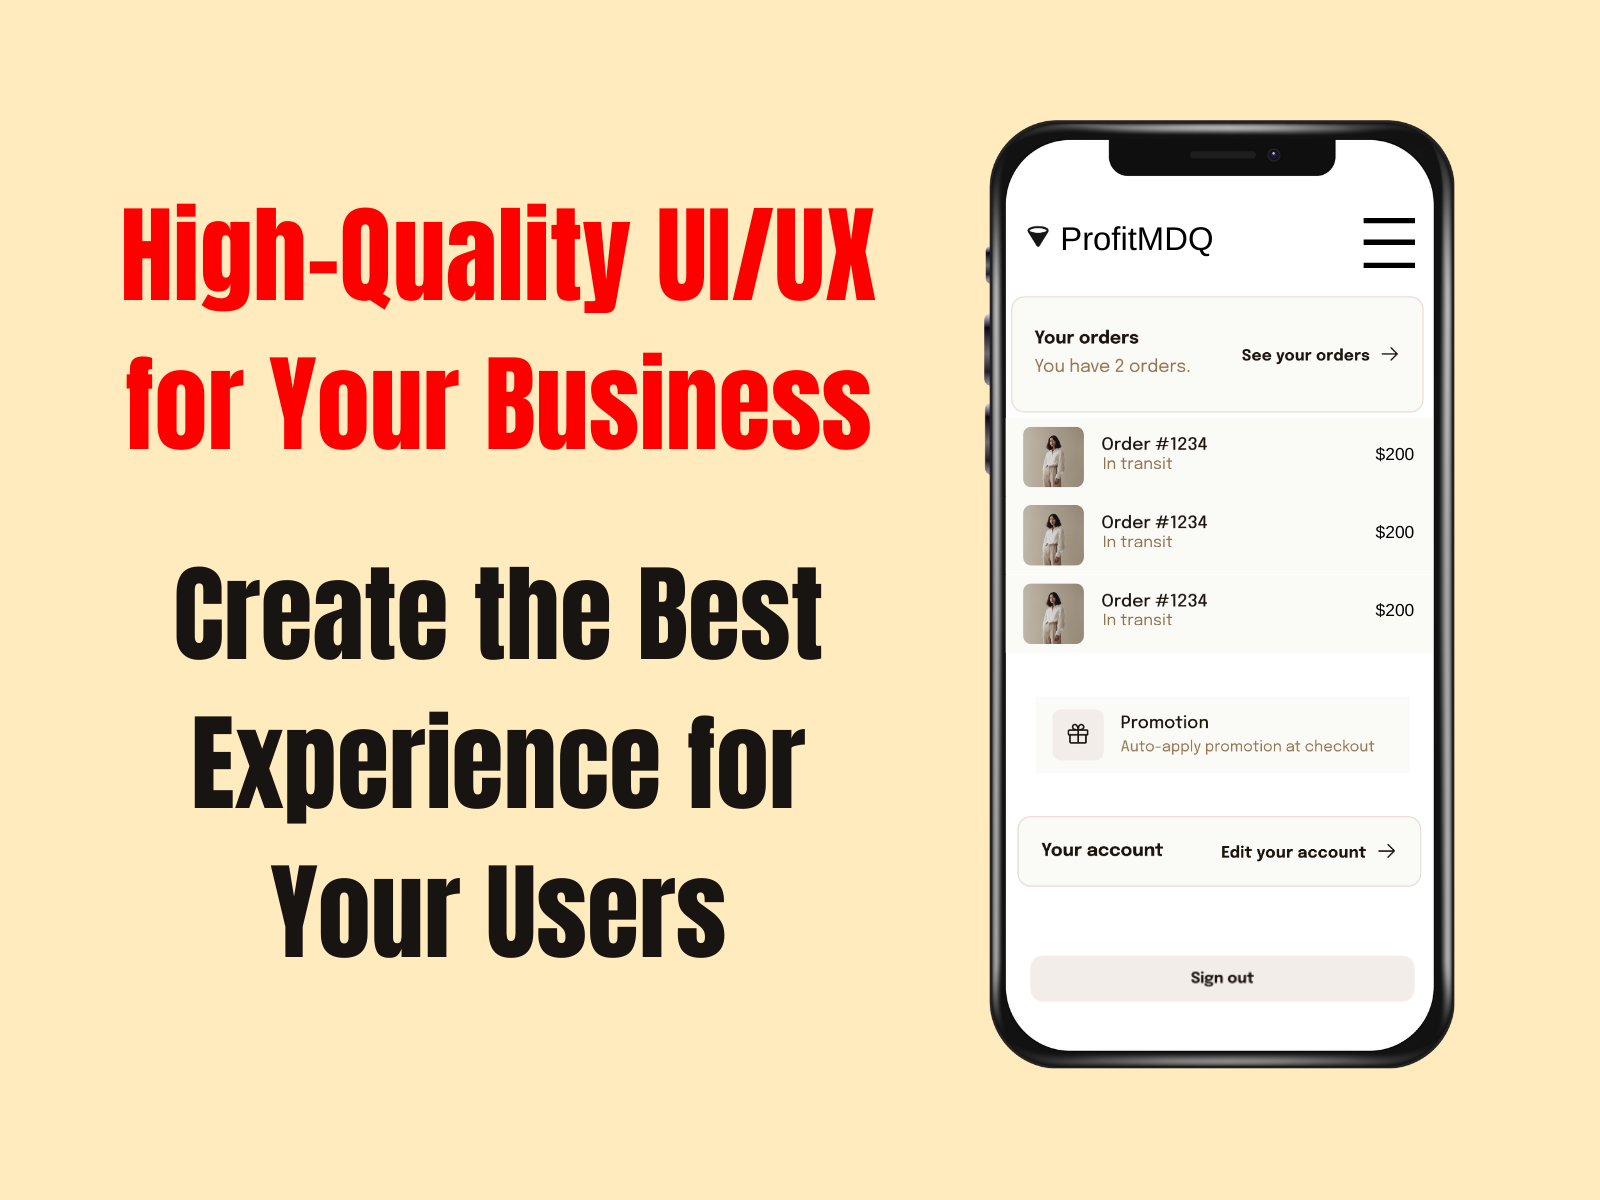 High-Quality UI/UX
for Your Business
Create the Best
Experience for
Your Users
ProfitMDQ
Your orders
You have 2 orders.
See your orders →
Order #1234
In transit
$200
Order #1234
In transit
$200
Order #1234
In transit
$200
Promotion
Auto-apply promotion at checkout
Your account
Edit your account →
Sign out